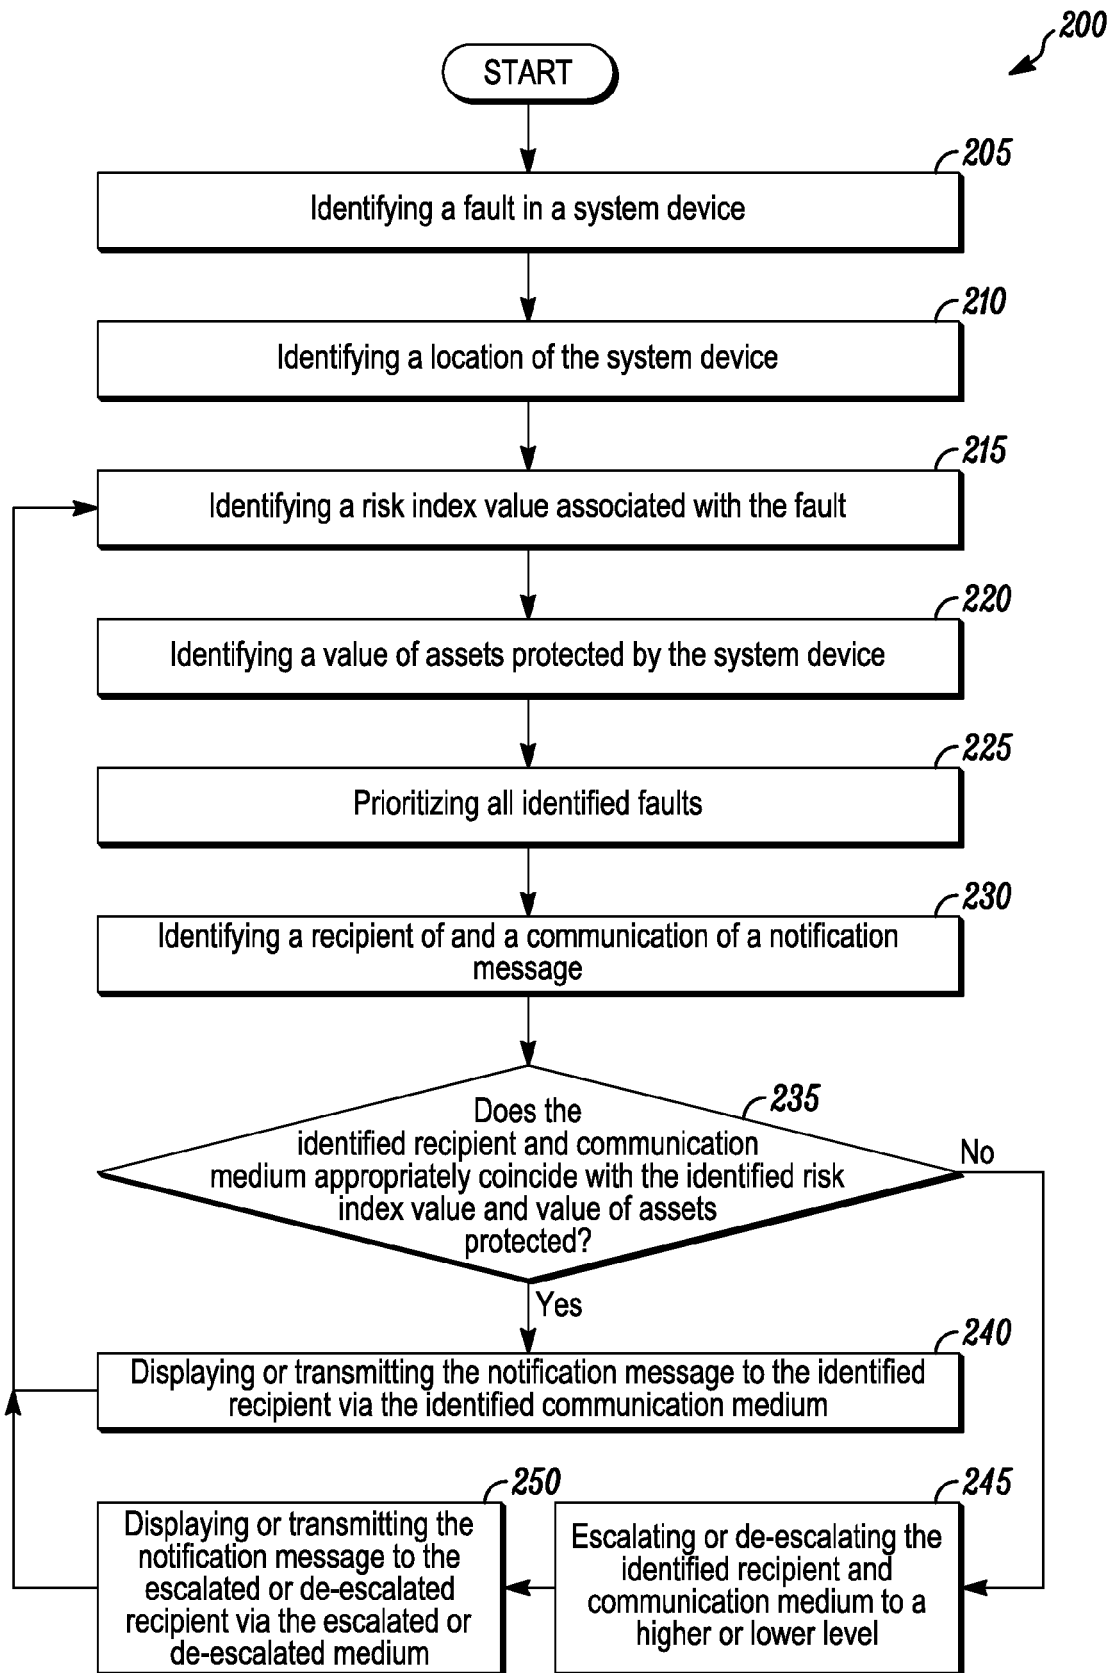 200
START
205
Identifying a fault in a system device
210
Identifying a location of the system device
215
Identifying a risk index value associated with the fault
220
Identifying a value of assets protected by the system device
225
Prioritizing all identified faults
230
Identifying a recipient of and a communication of a notification
message
235
Does the
identified recipient and communication
medium appropriately coincide with the identified risk
index value and value of assets
protected?
No
Yes
240
Displaying or transmitting the notification message to the identified
recipient via the identified communication medium
250
Displaying or transmitting the
notification message to the
escalated or de-escalated
recipient via the escalated or
de-escalated medium
245
Escalating or de-escalating the
identified recipient and
communication medium to a
higher or lower level